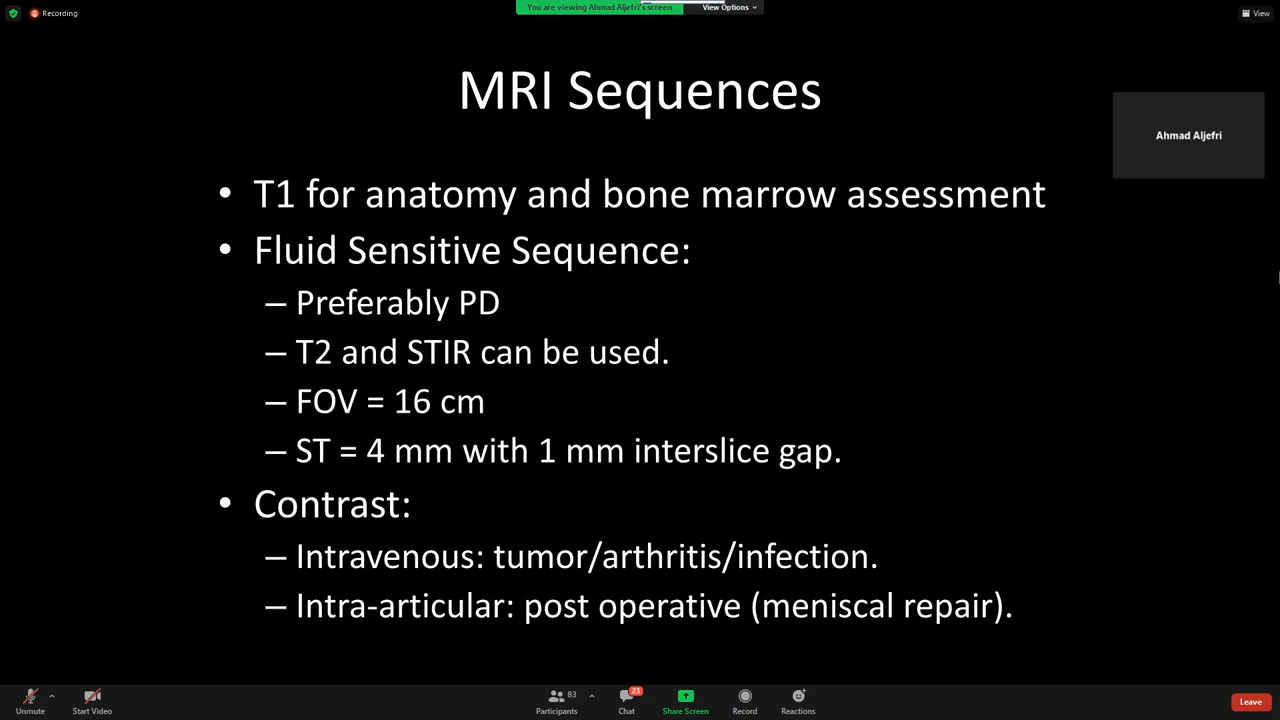 Recording
You are viewing Ahmad Aljefri's screen
View Options
View
MRI Sequences
Ahmad Aljefri
• T1 for anatomy and bone marrow assessment
• Fluid Sensitive Sequence:
– Preferably PD
– T2 and STIR can be used.
– FOV = 16 cm
– ST = 4 mm with 1 mm interslice gap.
• Contrast:
– Intravenous: tumor/arthritis/infection.
– Intra-articular: post operative (meniscal repair).
Unmute
Start Video
83
Participants
23
Chat
Share Screen
Record
Reactions
Leave